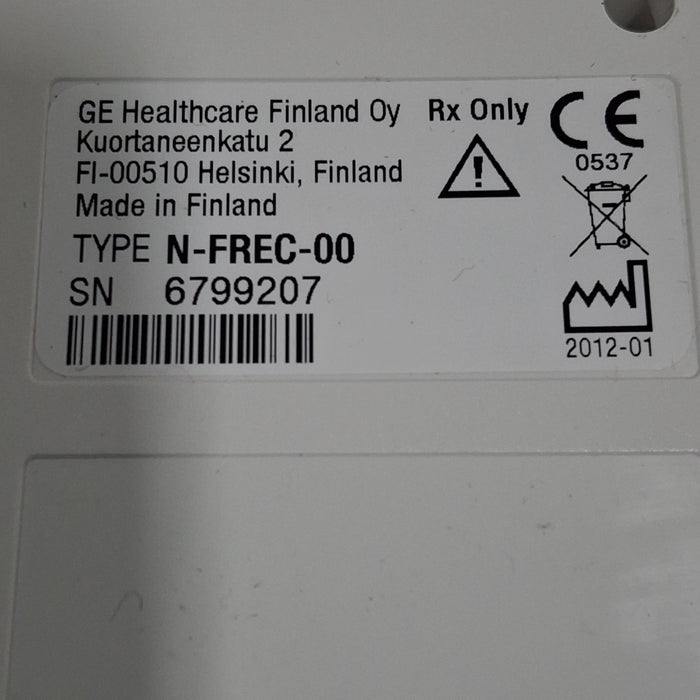 GE Healthcare Finland Oy
Kuortaneenkatu 2
FI-00510 Helsinki, Finland
Made in Finland
TYPE N-FREC-00
SN 6799207
Rx Only
CE
0537
2012-01